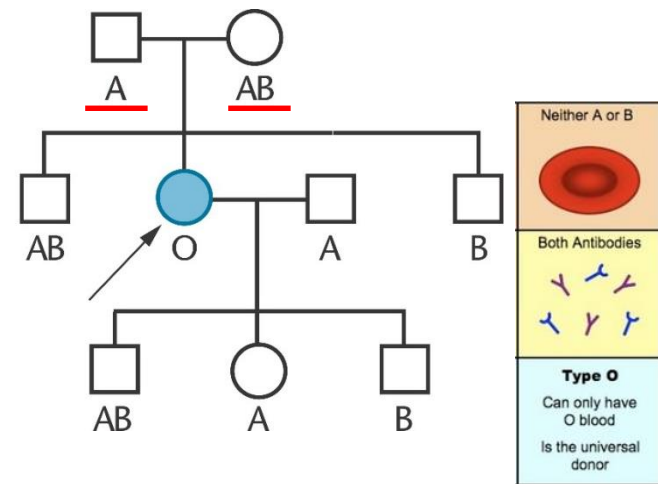 A AB
AB O A B
AB A B
Neither A or B
Both Antibodies
Type O
Can only have
O blood
Is the universal
donor